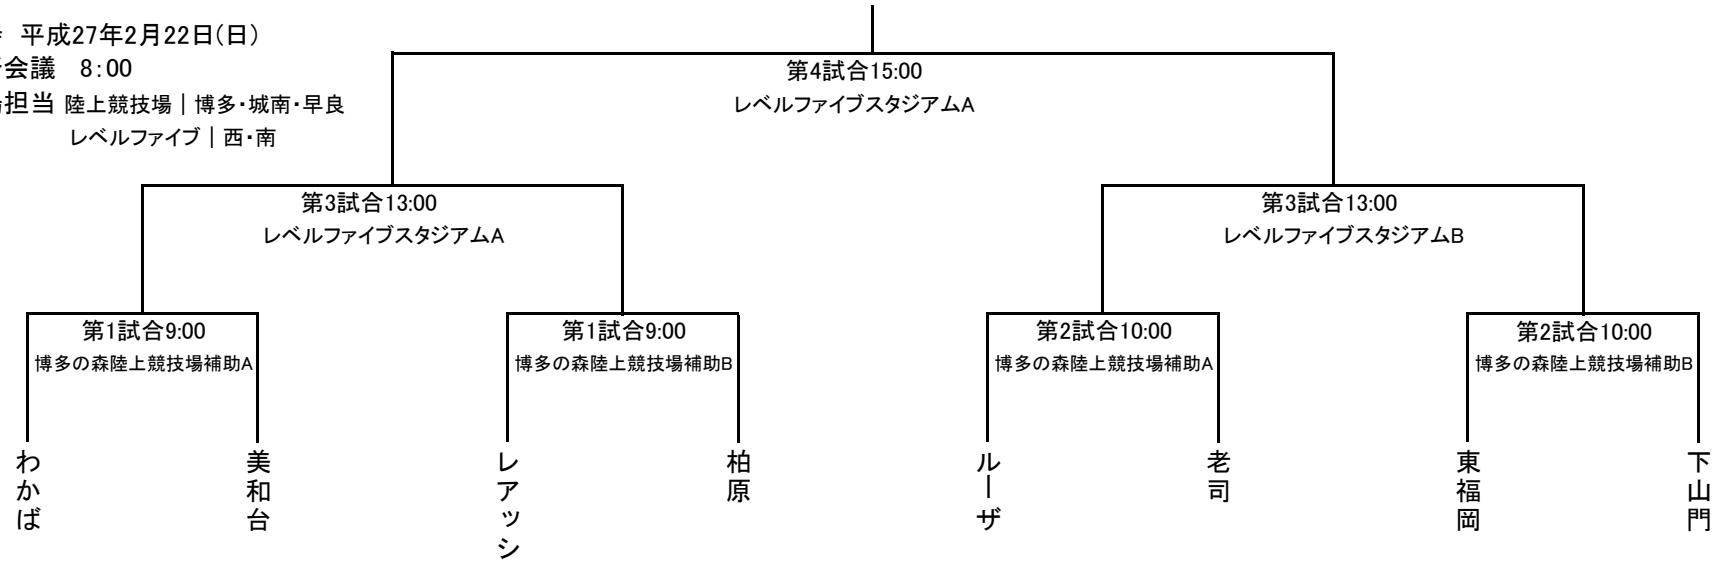 平成27年2月22日(日)
会議 8:00
担当 陸上競技場｜博多・城南・早良
レベルファイブ｜西・南
第4試合15:00
レベルファイブスタジアムA
第3試合13:00
レベルファイブスタジアムA
第3試合13:00
レベルファイブスタジアムB
第1試合9:00
博多の森陸上競技場補助A
第1試合9:00
博多の森陸上競技場補助B
第2試合10:00
博多の森陸上競技場補助A
第2試合10:00
博多の森陸上競技場補助B
わかば
美和台
レアッシ
柏原
ルーザ
老司
東福岡
下山門